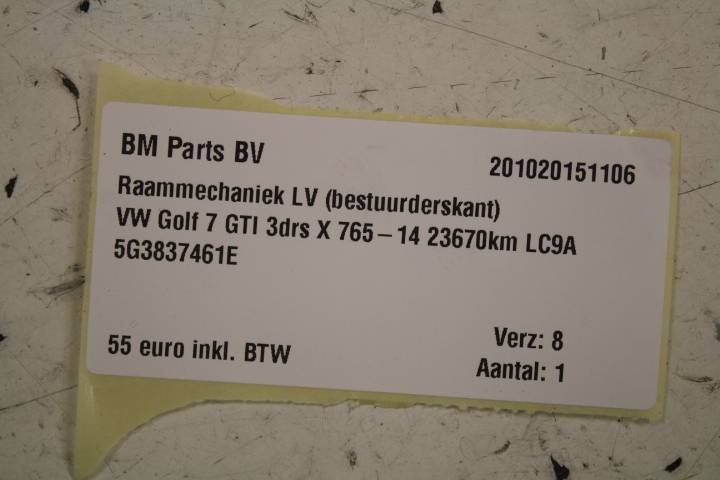 BM Parts BV 201020151106
Raammechaniek LV (bestuurderskant)
VW Golf 7 GTI 3drs X 765-14 23670km LC9A
5G3837461E
Verz: 8
55 euro inkl. BTW Aantal: 1